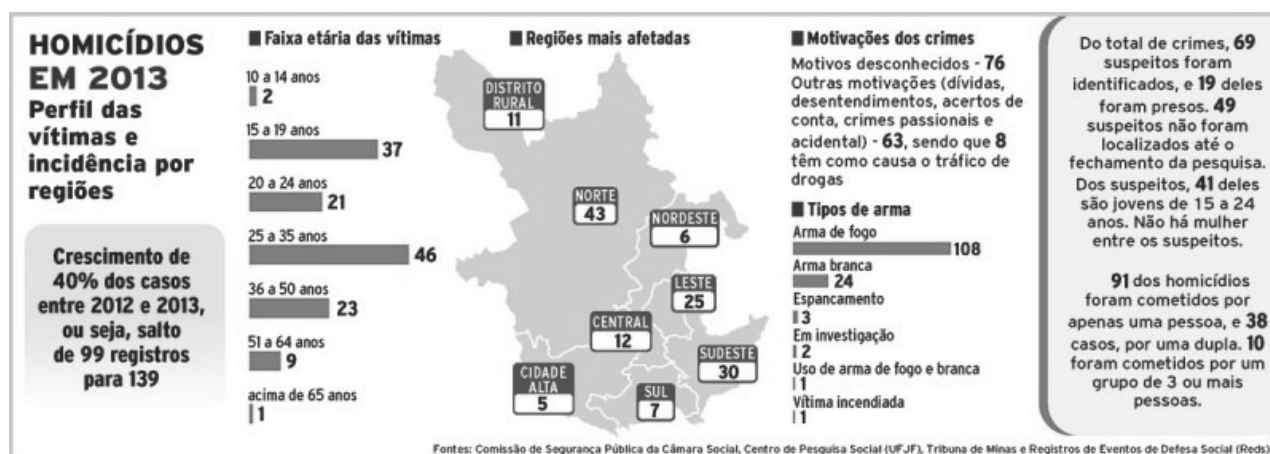 HOMICÍDIOS
EM 2013
Perfil das
vítimas e
incidência por
regiões
Crescimento de
40% dos casos
entre 2012 e 2013,
ou seja, salto
de 99 registros
para 139
Faixa etária das vítimas
10 a 14 anos
2
15 a 19 anos
37
20 a 24 anos
21
25 a 35 anos
46
36 a 50 anos
23
51 a 64 anos
9
acima de 65 anos
1
Regiões mais afetadas
DISTRITO
RURAL
11
NORTE
43
NORDESTE
6
LESTE
25
CENTRAL
12
SUDESTE
30
CIDADE
ALTA
5
SUL
7
Motivações dos crimes
Motivos desconhecidos - 76
Outras motivações (dívidas,
desentendimentos, acertos de
conta, crimes passionais e
acidental) - 63, sendo que 8
têm como causa o tráfico de
drogas
Tipos de arma
Arma de fogo
108
Arma branca
24
Espancamento
3
Em investigação
2
Uso de arma de fogo e branca
1
Vítima incendiada
1
Do total de crimes, 69
suspeitos foram
identificados, e 19 deles
foram presos. 49
suspeitos não foram
localizados até o
fechamento da pesquisa.
Dos suspeitos, 41 deles
são jovens de 15 a 24
anos. Não há mulher
entre os suspeitos.
91 dos homicídios
foram cometidos por
apenas uma pessoa, e 38
casos, por uma dupla. 10
foram cometidos por um
grupo de 3 ou mais
pessoas.
Fontes: Comissão de Segurança Pública da Câmara Social, Centro de Pesquisa Social (UFJF), Tribuna de Minas e Registros de Eventos de Defesa Social (Reds)